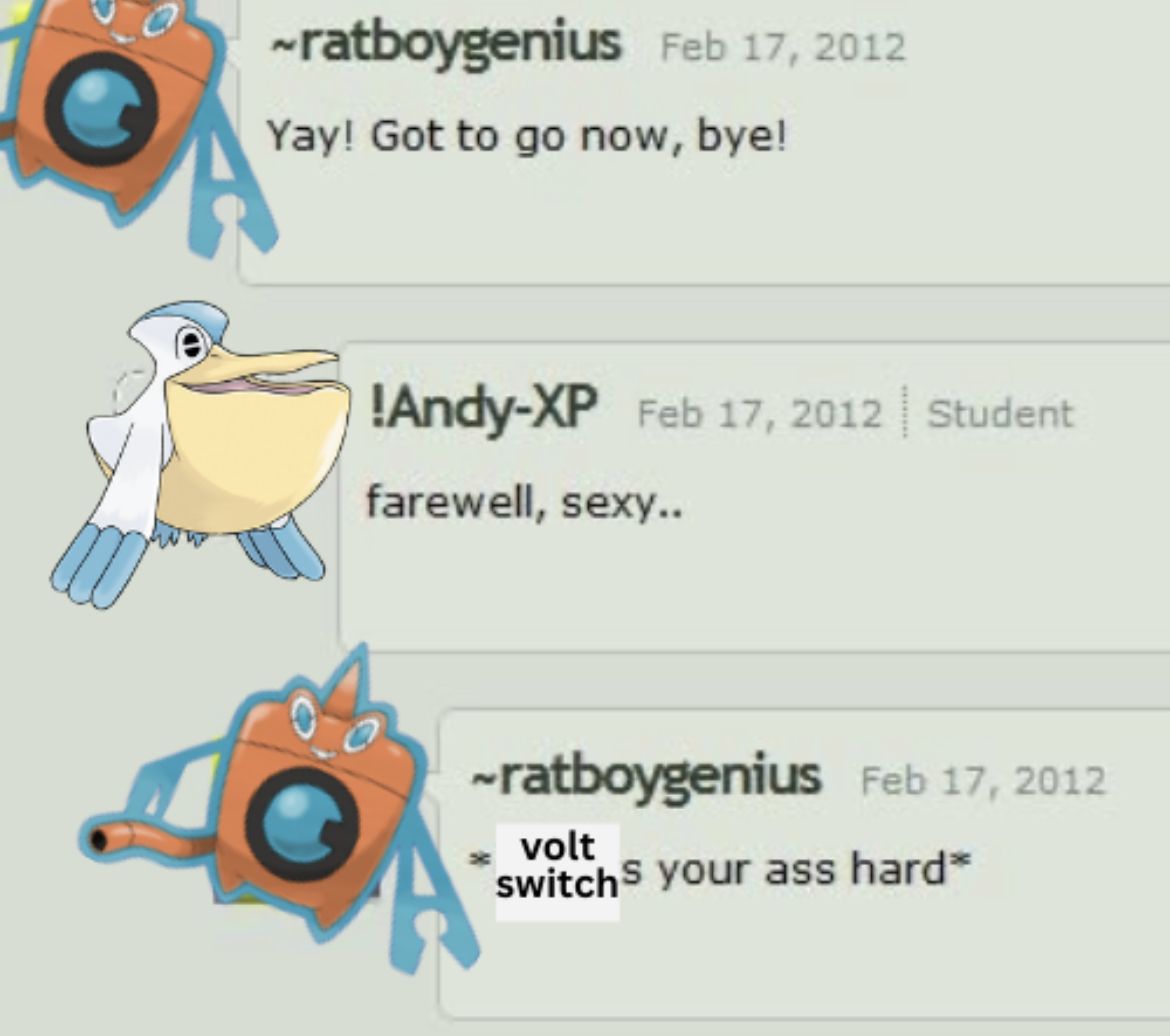 ~ratboygenius Feb 17, 2012
Yay! Got to go now, bye!
!Andy-XP Feb 17, 2012 Student
farewell, sexy..
~ratboygenius Feb 17, 2012
*volt switchs your ass hard*